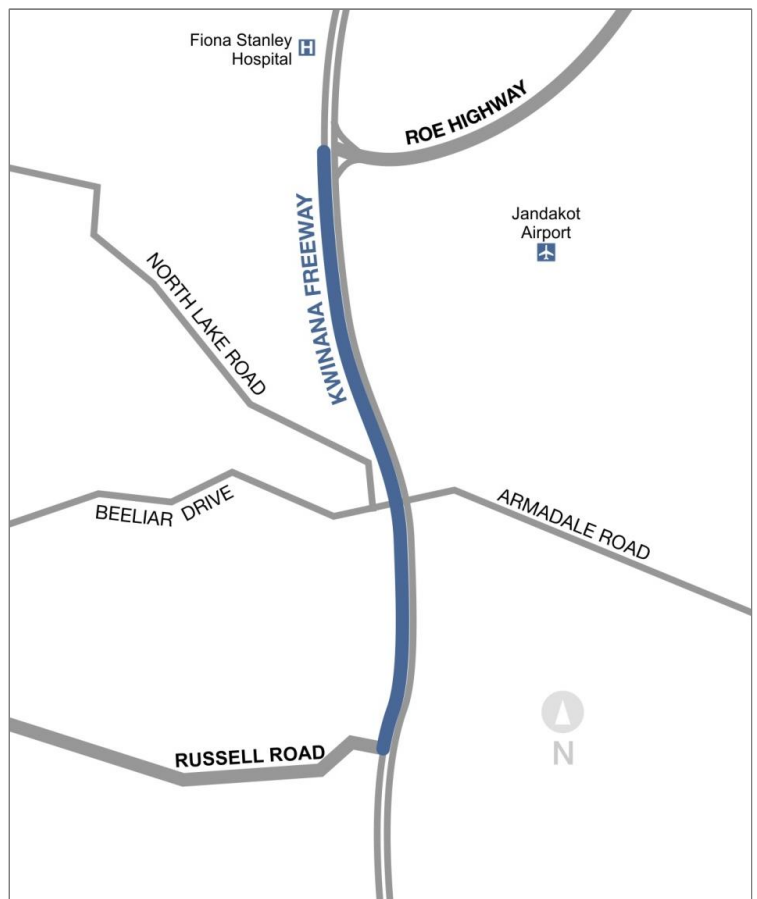 Fiona Stanley
Hospital
H
ROE HIGHWAY
Jandakot
Airport
KWINANA FREEWAY
NORTH LAKE ROAD
BEELIAR DRIVE
ARMADALE ROAD
RUSSELL ROAD
N